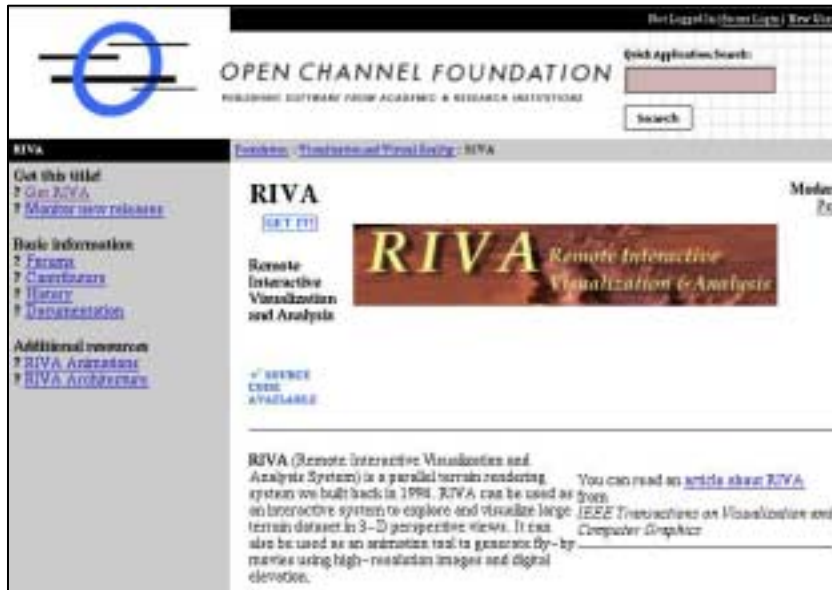 Not Logged In (Secure Login) | New User
OPEN CHANNEL FOUNDATION
PUBLISHING SOFTWARE FROM ACADEMIC & RESEARCH INSTITUTIONS
Quick Application Search:
Search
RIVA
Foundation : Visualization and Virtual Reality : RIVA
Get this title!
? Get RIVA
? Monitor new releases
Basic information
? Forums
? Contributors
? History
? Documentation
Additional resources
? RIVA Animations
? RIVA Architecture
RIVA
GET IT!
Remote
Interactive
Visualization
and Analysis
RIVA Remote Interactive
Visualization & Analysis
SOURCE
CODE
AVAILABLE
RIVA (Remote Interactive Visualization and
Analysis System) is a parallel terrain rendering
system we built back in
RIVA can be used as
an interactive system to explore and visualize large
terrain dataset in 3-D perspective views. It can
also be used as an animation tool to generate fly-by
movies using high-resolution images and digital
elevation.
You can read an article about RIVA
from
IEEE Transactions on Visualization and
Computer Graphics